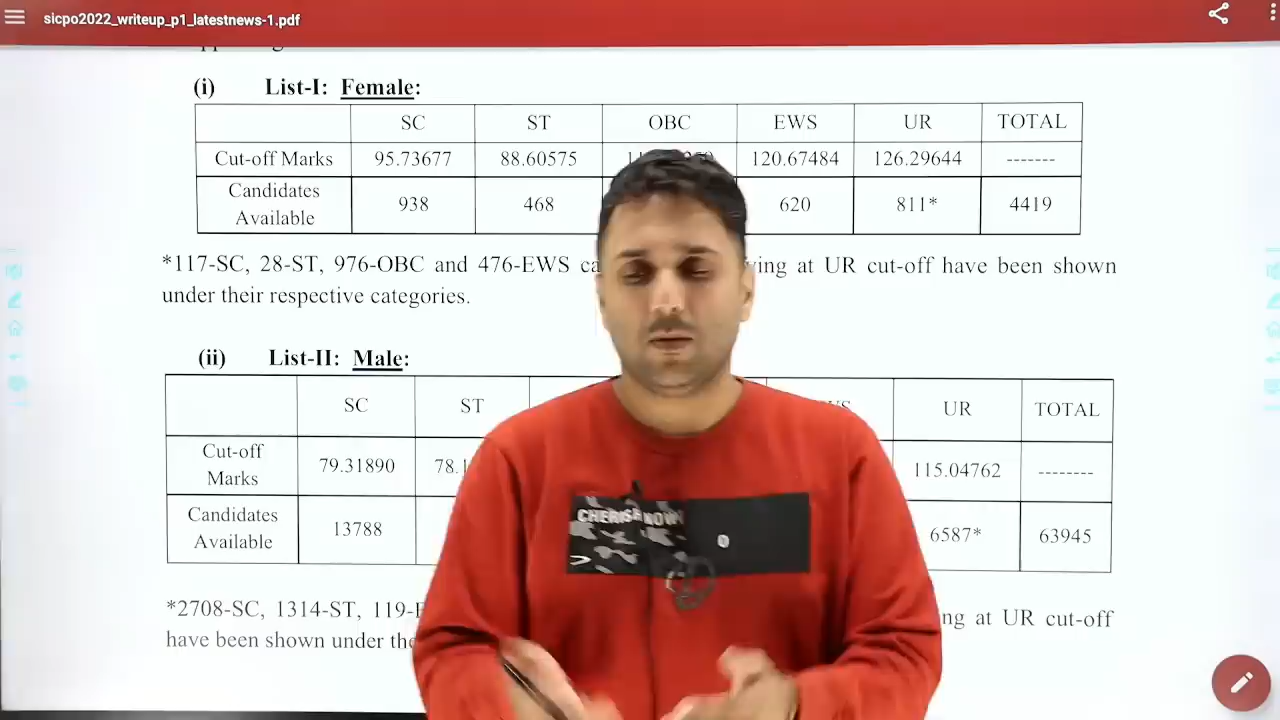 sicpo2022_writeup_p1_latestnews-1.pdf
(i) List-I: Female:
SC ST OBC EWS UR TOTAL
Cut-off Marks 95.73677 88.60575 120.67484 126.29644 -------
Candidates Available 938 468 620 811* 4419
*117-SC, 28-ST, 976-OBC and 476-EWS at UR cut-off have been shown
under their respective categories.
(ii) List-II: Male:
SC ST UR TOTAL
Cut-off Marks 79.31890 115.04762 --------
Candidates Available 13788 6587* 63945
*2708-SC, 1314-ST, at UR cut-off
have been shown under
CHERISH NOW